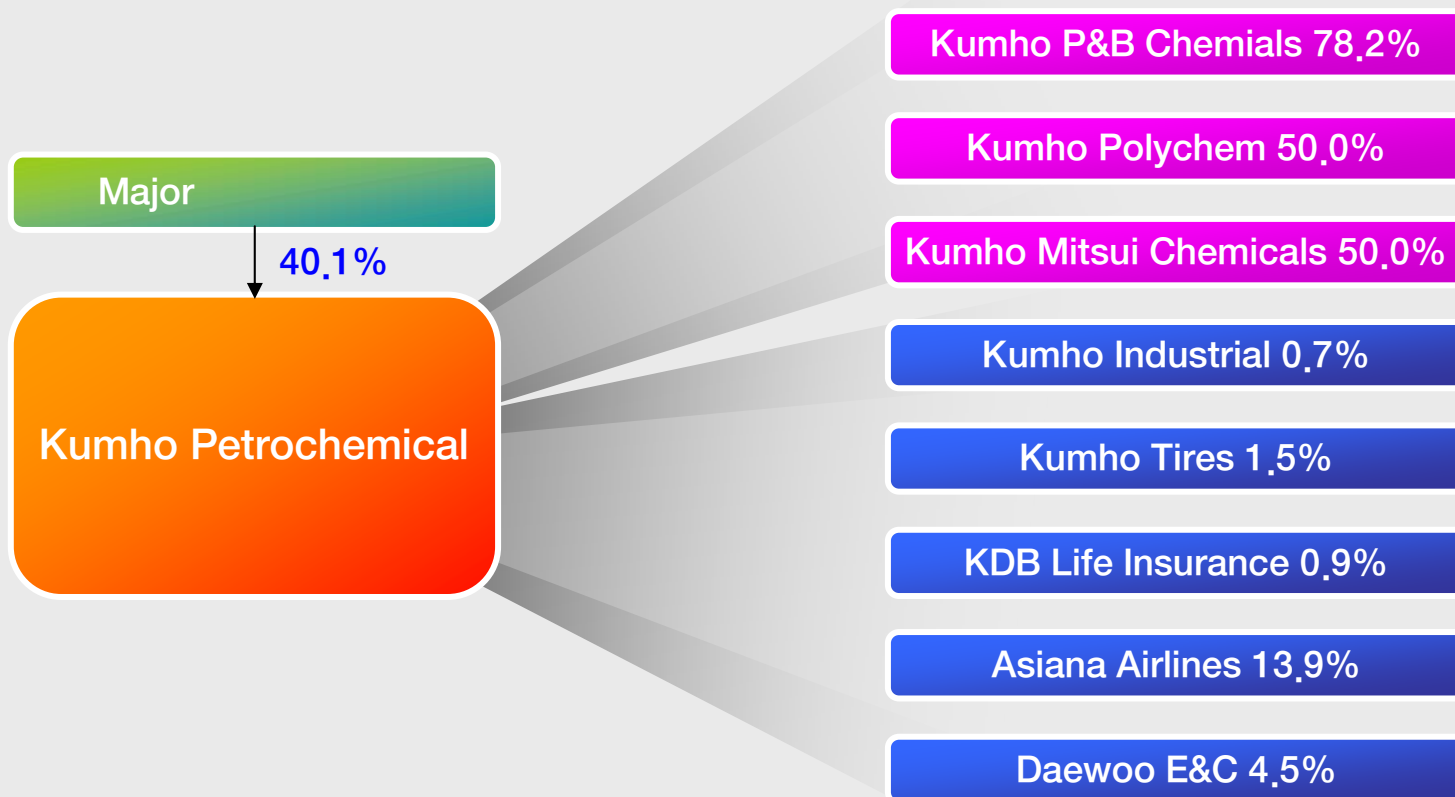 Major
40.1%
Kumho Petrochemical
Kumho P&B Chemials 78.2%
Kumho Polychem 50.0%
Kumho Mitsui Chemicals 50.0%
Kumho Industrial 0.7%
Kumho Tires 1.5%
KDB Life Insurance 0.9%
Asiana Airlines 13.9%
Daewoo E&C 4.5%